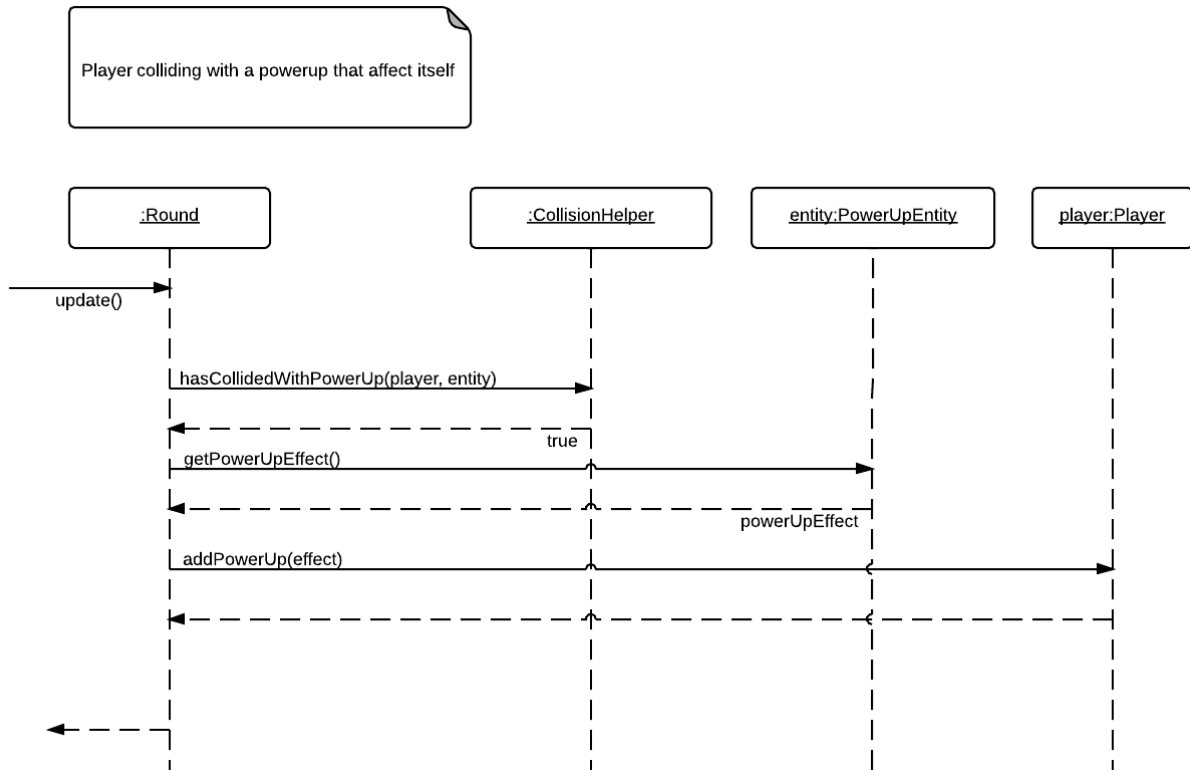 Player colliding with a powerup that affect itself
:Round
:CollisionHelper
entity:PowerUpEntity
player:Player
update()
hasCollidedWithPowerUp(player, entity)
true
getPowerUpEffect()
powerUpEffect
addPowerUp(effect)